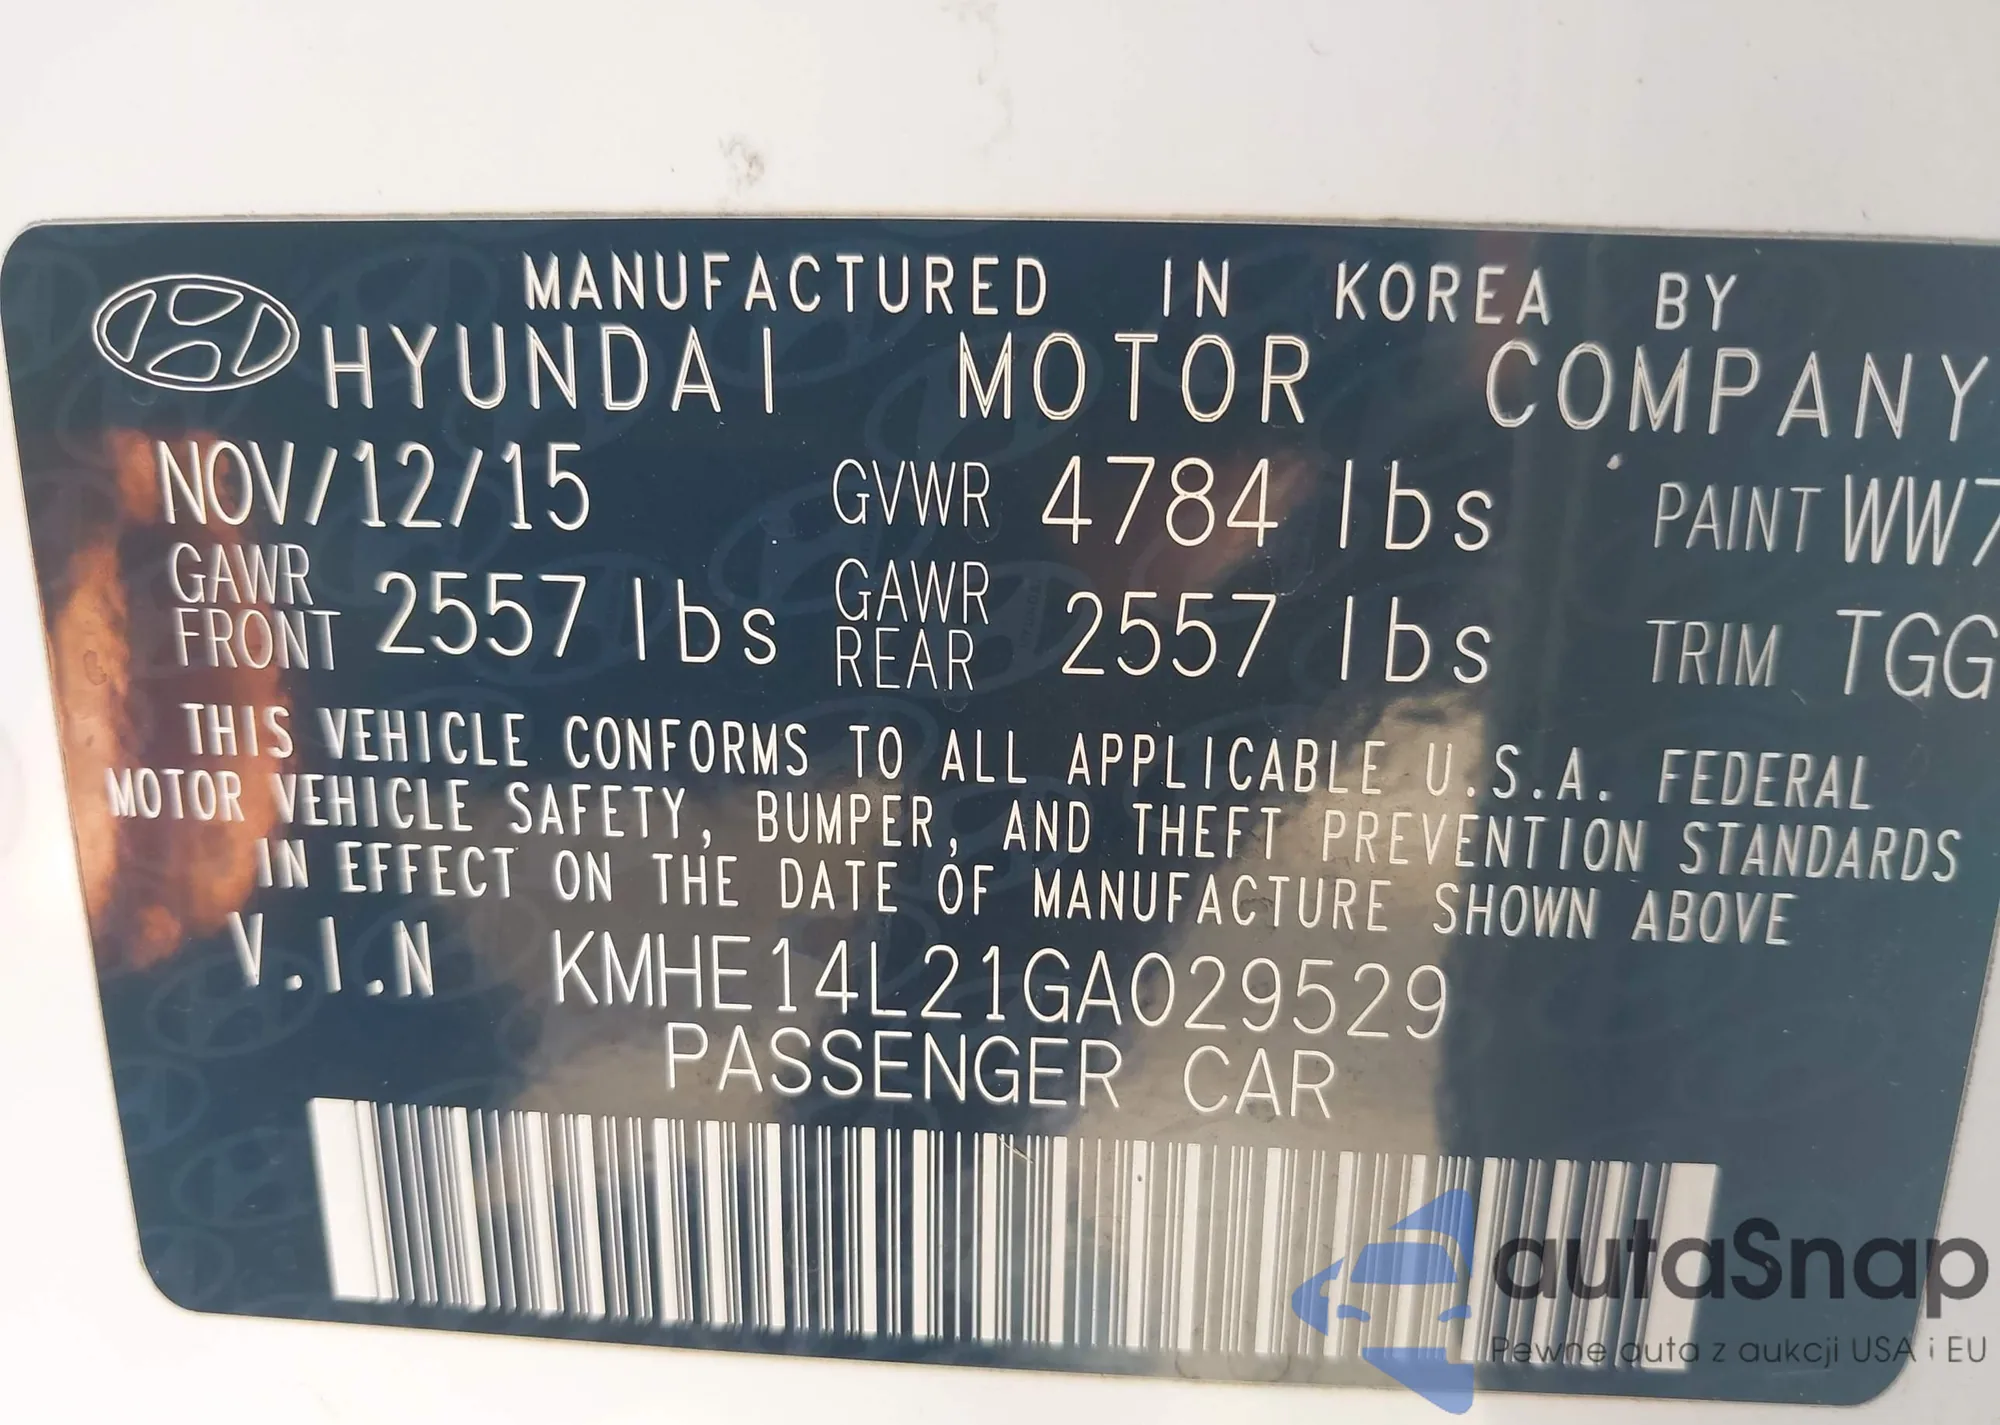 MANUFACTURED IN KOREA BY
HYUNDAI MOTOR COMPANY
NOV/12/15 GVWR 4784 lbs PAINT WW7
GAWR FRONT 2557 lbs GAWR REAR 2557 lbs TRIM TGG
THIS VEHICLE CONFORMS TO ALL APPLICABLE U.S.A. FEDERAL
MOTOR VEHICLE SAFETY, BUMPER, AND THEFT PREVENTION STANDARDS
IN EFFECT ON THE DATE OF MANUFACTURE SHOWN ABOVE
V.I.N KMHE14L21GA029529
PASSENGER CAR
autaSnap
Pewne auta z aukcji USA i EU